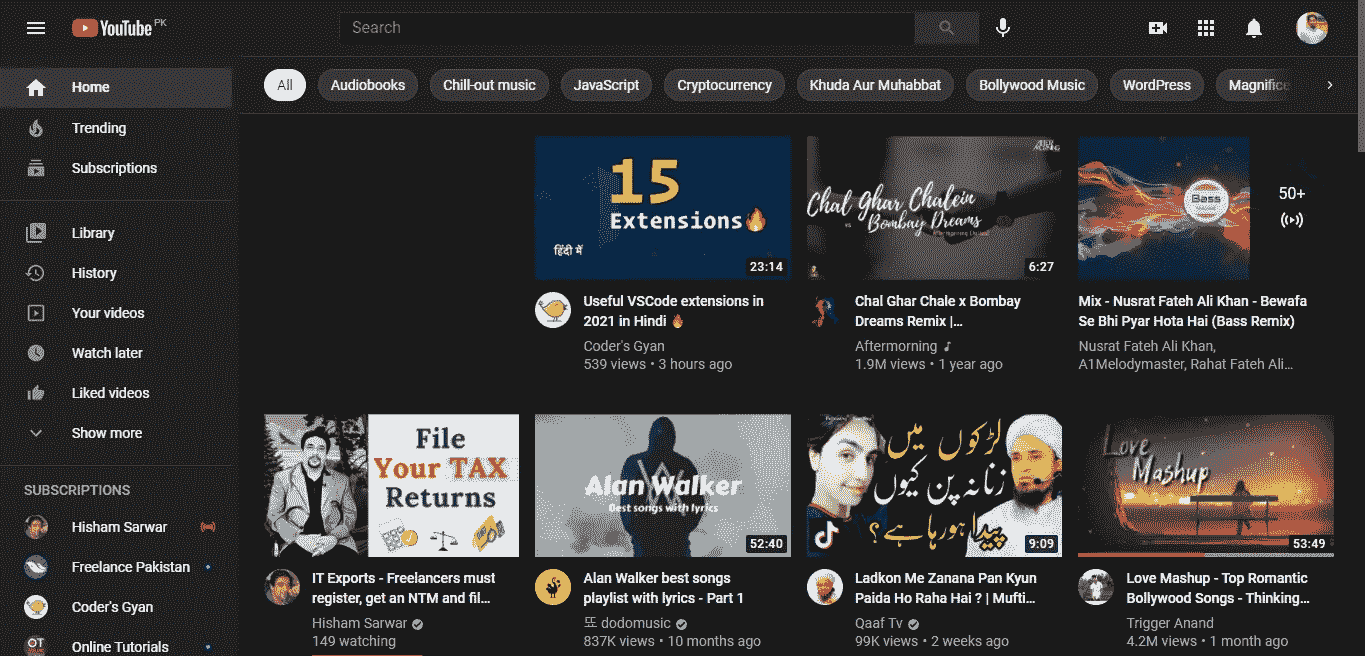 YouTube PK
Search
Home
Trending
Subscriptions
Library
History
Your videos
Watch later
Liked videos
Show more
SUBSCRIPTIONS
Hisham Sarwar
Freelance Pakistan
Coder's Gyan
OT Online Tutorials
All Audiobooks Chill-out music JavaScript Cryptocurrency Khuda Aur Muhabbat Bollywood Music WordPress Magnific
15
Extensions
हिंदी में
23:14
Useful VSCode extensions in
2021 in Hindi 🔥
Coder's Gyan
539 views • 3 hours ago
Chal Ghar Chalein
vs
Bombay Dreams
6:27
Chal Ghar Chale x Bombay
Dreams Remix |...
Aftermorning
1.9M views • 1 year ago
Bass
50+
Mix - Nusrat Fateh Ali Khan - Bewafa
Se Bhi Pyar Hota Hai (Bass Remix)
Nusrat Fateh Ali Khan,
A1Melodymaster, Rahat Fateh Ali...
File
Your TAX
Returns
IT Exports - Freelancers must
register, get an NTM and fil...
Hisham Sarwar
149 watching
Alan Walker
Best songs with lyrics
52:40
Alan Walker best songs
playlist with lyrics - Part 1
또 dodomusic
837K views • 10 months ago
لڑکوں میں
زنانہ پن کیوں
پیدا ہو رہا ہے؟
9:09
Ladkon Me Zanana Pan Kyun
Paida Ho Raha Hai ? | Mufti...
Qaaf Tv
99K views • 2 weeks ago
Love
Mashup
53:49
Love Mashup - Top Romantic
Bollywood Songs - Thinking...
Trigger Anand
4.2M views • 1 month ago